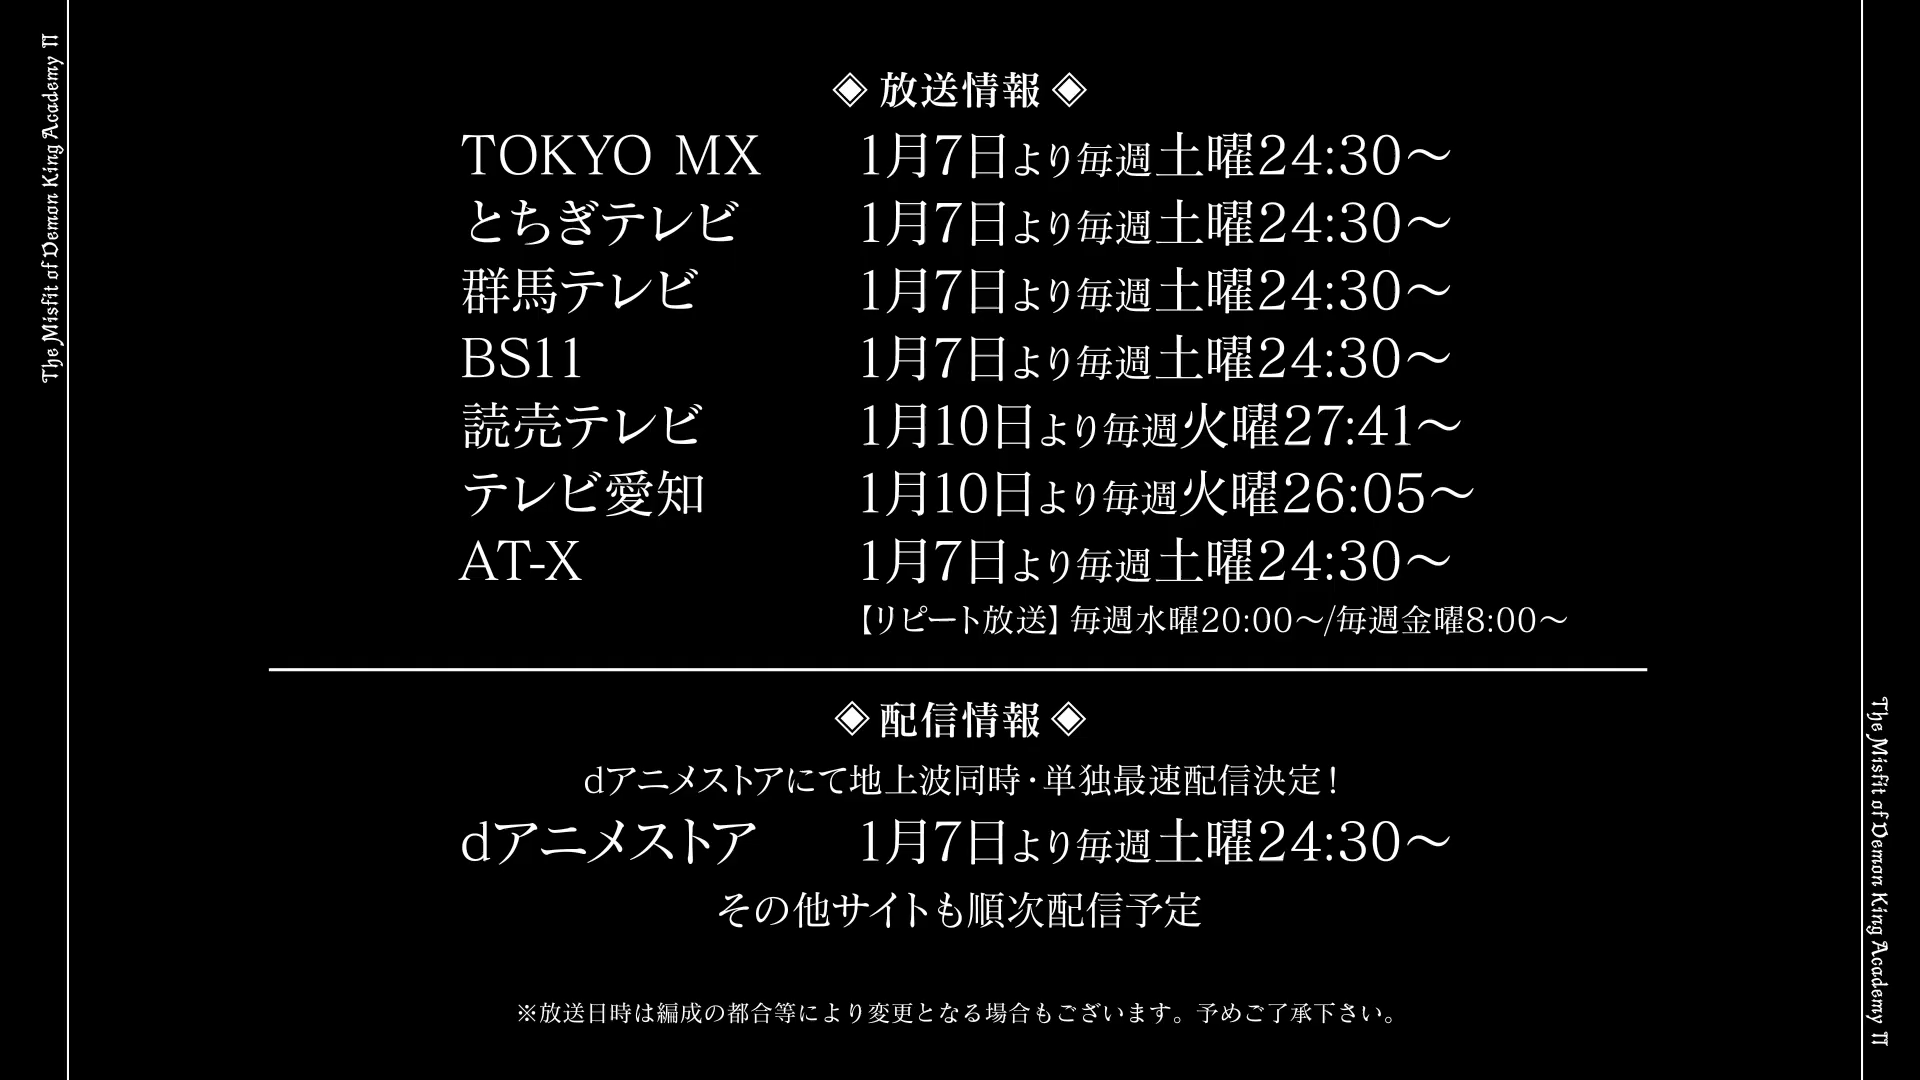 The Misfit of Demon King Academy II
◈ 放送情報 ◈
TOKYO MX 1月7日より毎週土曜24:30〜
とちぎテレビ 1月7日より毎週土曜24:30〜
群馬テレビ 1月7日より毎週土曜24:30〜
BS11 1月7日より毎週土曜24:30〜
読売テレビ 1月10日より毎週火曜27:41〜
テレビ愛知 1月10日より毎週火曜26:05〜
AT-X 1月7日より毎週土曜24:30〜
【リピート放送】毎週水曜20:00〜/毎週金曜8:00〜
◈ 配信情報 ◈
dアニメストアにて地上波同時・単独最速配信決定！
dアニメストア 1月7日より毎週土曜24:30〜
その他サイトも順次配信予定
※放送日時は編成の都合等により変更となる場合もございます。予めご了承下さい。
The Misfit of Demon King Academy II